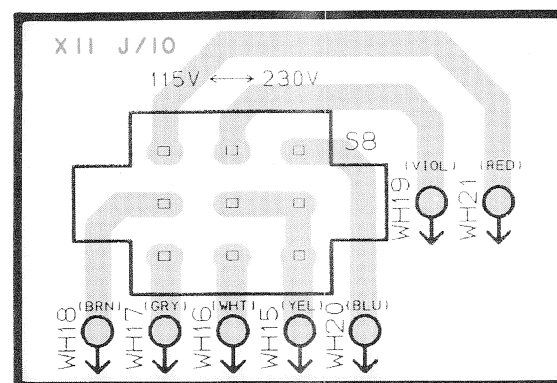 XII J/10
115V ←→ 230V
S8
(VIOL) (RED)
WH19 WH21
(BRN) (GRY) (WHT) (YEL) (BLU)
WH18 WH17 WH16 WH15 WH20